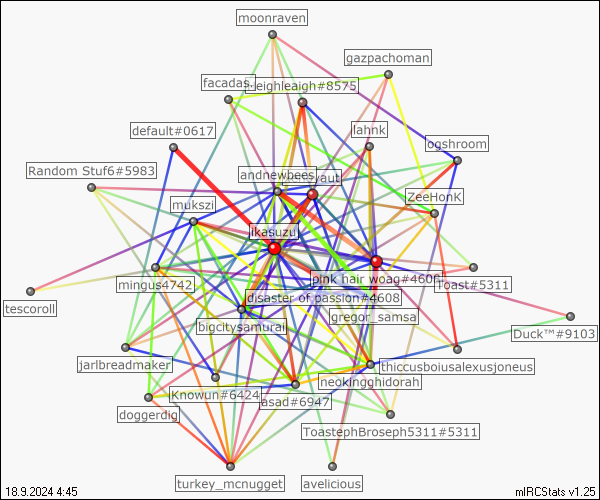 moonraven
gazpachoman
facadas.
leighleigh#8575
default#0617
lahnk
ogshroom
Random Stuf6#5983
andnewbees
yaut
ZeeHonK
mukszi
ikasuzu
mingus4742
pink hair woag#4606
Toast#5311
tescoroll
disaster of passion#4608
gregor_samsa
bigcitysamurai
Duck™#9103
jarlbreadmaker
thiccusboiusalexusjoneus
neokingghidorah
Knowun#6424
asad#6947
doggerdig
ToastephBroseph5311#5311
turkey_mcnugget
avelicious
18.9.2024 4:45
mIRCStats v1.25